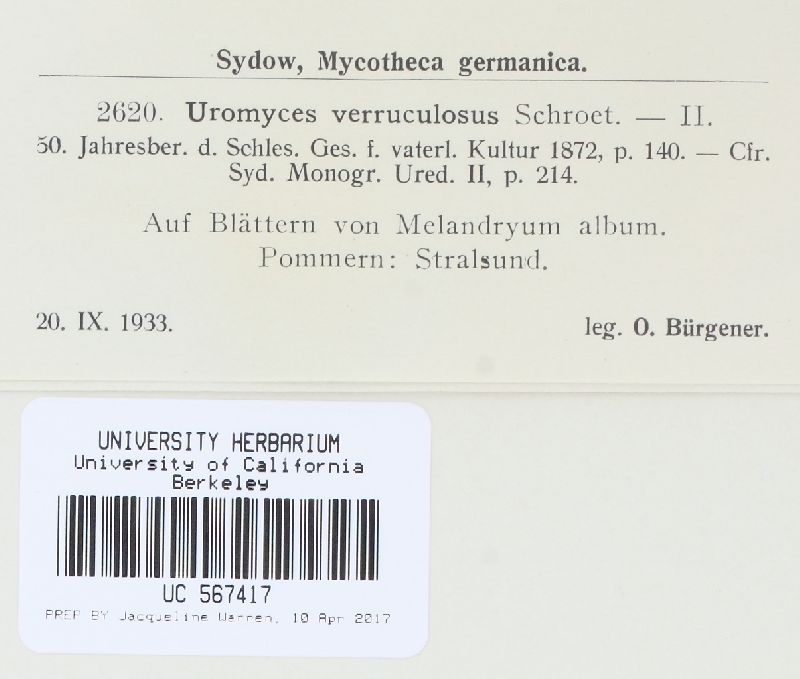 Sydow, Mycotheca germanica.
2620. Uromyces verruculosus Schroet. — II.
50. Jahresber. d. Schles. Ges. f. vaterl. Kultur 1872, p. 140. — Cfr.
Syd. Monogr. Ured. II, p. 214.
Auf Blättern von Melandryum album.
Pommern: Stralsund.
20. IX. 1933. leg. O. Bürgener.
UNIVERSITY HERBARIUM
University of California
Berkeley
UC 567417
PREP BY Jacqueline Warren, 10 Apr 2017